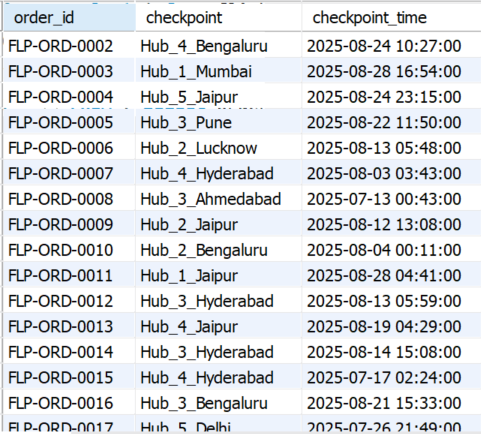 order_id checkpoint checkpoint_time
FLP-ORD-0002 Hub_4_Bengaluru 2025-08-24 10:27:00
FLP-ORD-0003 Hub_1_Mumbai 2025-08-28 16:54:00
FLP-ORD-0004 Hub_5_Jaipur 2025-08-24 23:15:00
FLP-ORD-0005 Hub_3_Pune 2025-08-22 11:50:00
FLP-ORD-0006 Hub_2_Lucknow 2025-08-13 05:48:00
FLP-ORD-0007 Hub_4_Hyderabad 2025-08-03 03:43:00
FLP-ORD-0008 Hub_3_Ahmedabad 2025-07-13 00:43:00
FLP-ORD-0009 Hub_2_Jaipur 2025-08-12 13:08:00
FLP-ORD-0010 Hub_2_Bengaluru 2025-08-04 00:11:00
FLP-ORD-0011 Hub_1_Jaipur 2025-08-28 04:41:00
FLP-ORD-0012 Hub_3_Hyderabad 2025-08-13 05:59:00
FLP-ORD-0013 Hub_4_Jaipur 2025-08-19 04:29:00
FLP-ORD-0014 Hub_3_Hyderabad 2025-08-14 15:08:00
FLP-ORD-0015 Hub_4_Hyderabad 2025-07-17 02:24:00
FLP-ORD-0016 Hub_3_Bengaluru 2025-08-21 15:33:00
FLP-ORD-0017 Hub_5_Delhi 2025-07-26 21:49:00